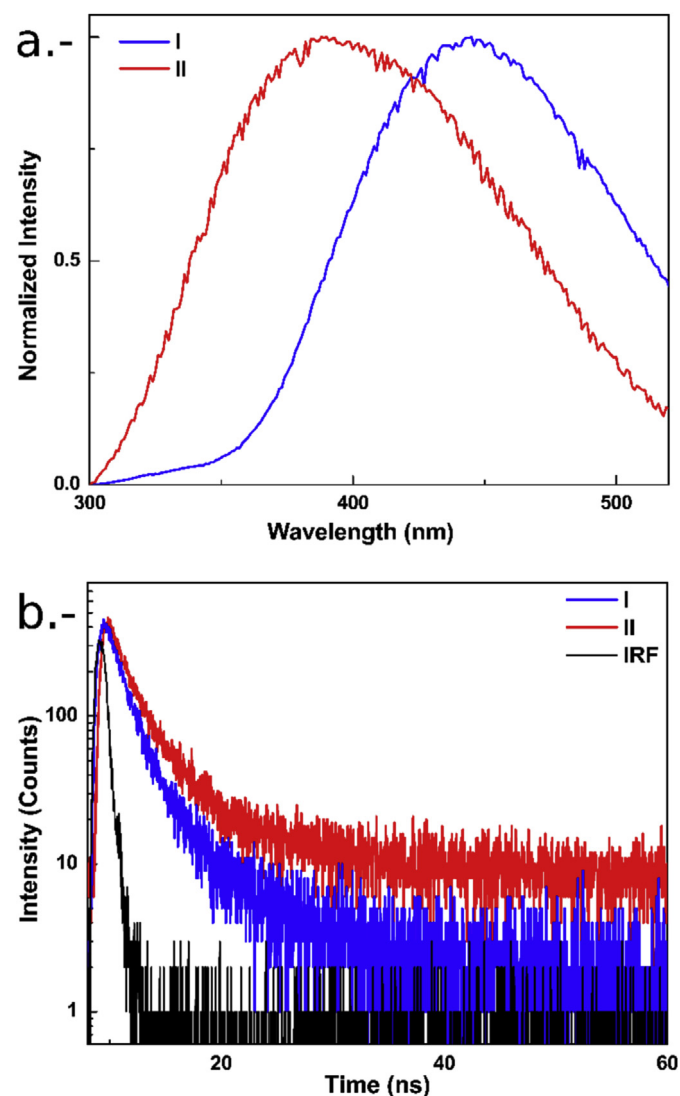 a.-
I
II
Normalized Intensity
0.5
0.0
300
400
500
Wavelength (nm)
b.-
I
II
IRF
Intensity (Counts)
100
10
1
20
40
60
Time (ns)